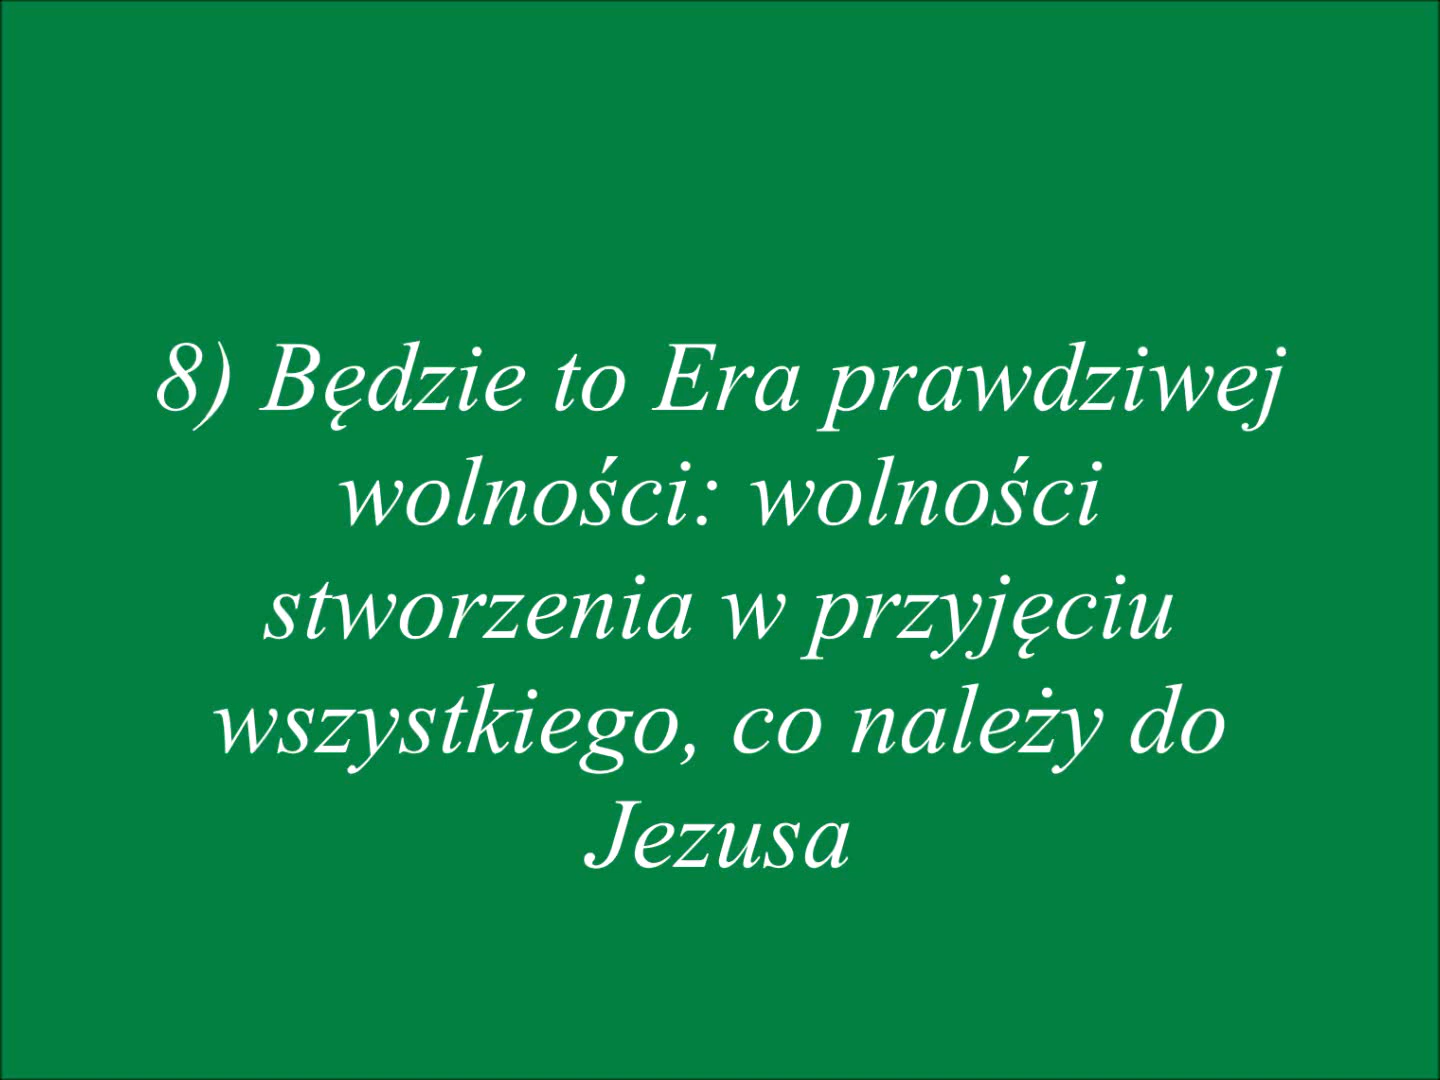 8) Będzie to Era prawdziwej
wolności: wolności
stworzenia w przyjęciu
wszystkiego, co należy do
Jezusa